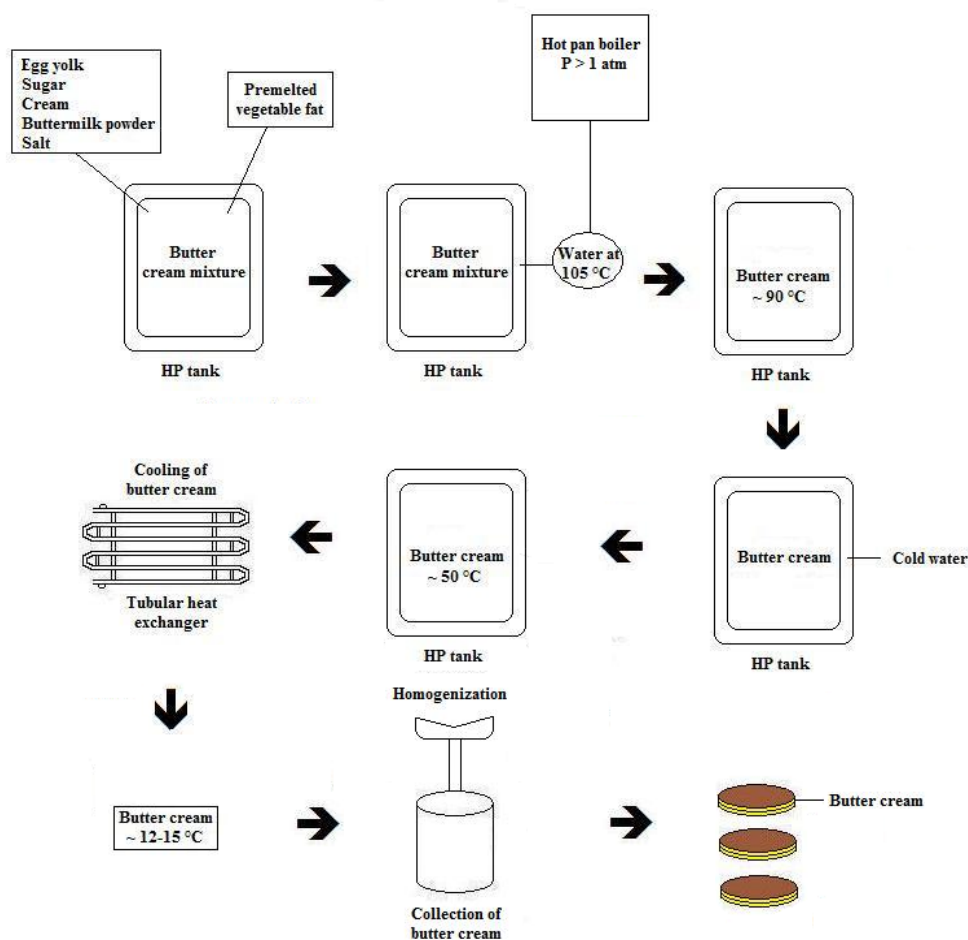 Egg yolk
Sugar
Cream
Buttermilk powder
Salt
Premelted
vegetable fat
Hot pan boiler
P > 1 atm
Butter
cream mixture
HP tank
Butter
cream mixture
HP tank
Water at
105 °C
Butter cream
~ 90 °C
HP tank
Butter cream
Cold water
HP tank
Butter cream
~ 50 °C
HP tank
Cooling of
butter cream
Tubular heat
exchanger
Butter cream
~ 12-15 °C
Homogenization
Collection of
butter cream
Butter cream